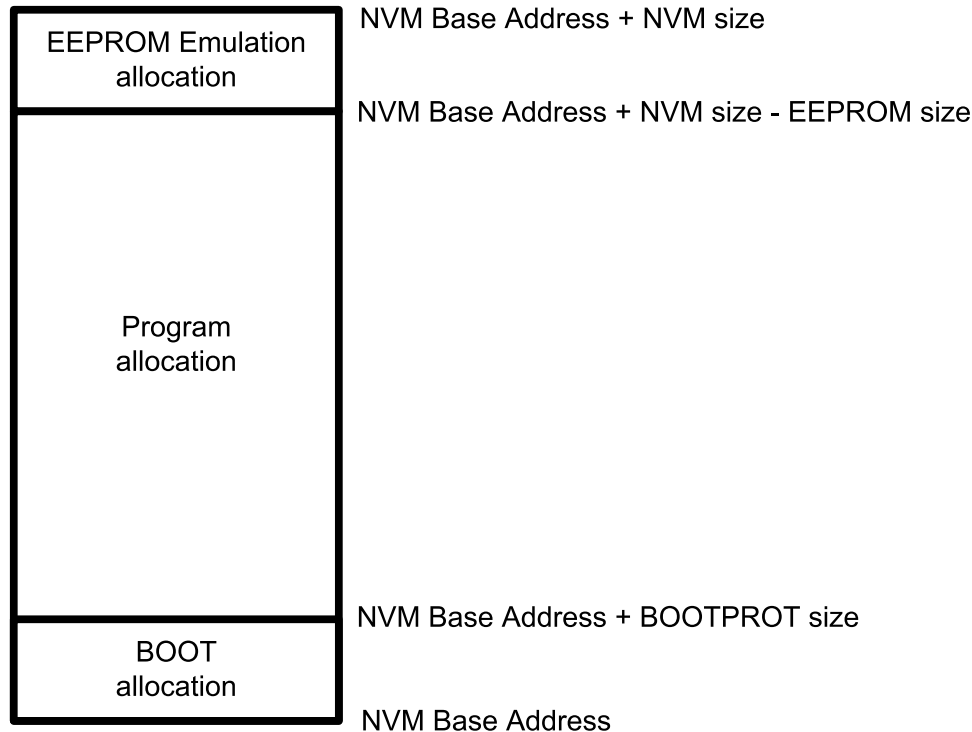 NVM Base Address + NVM size
EEPROM Emulation
allocation
NVM Base Address + NVM size - EEPROM size
Program
allocation
NVM Base Address + BOOTPROT size
BOOT
allocation
NVM Base Address